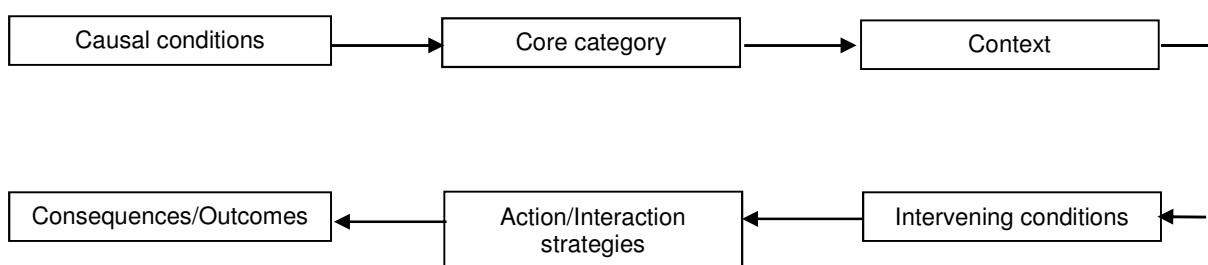 Causal conditions
Core category
Context
Consequences/Outcomes
Action/Interaction
strategies
Intervening conditions